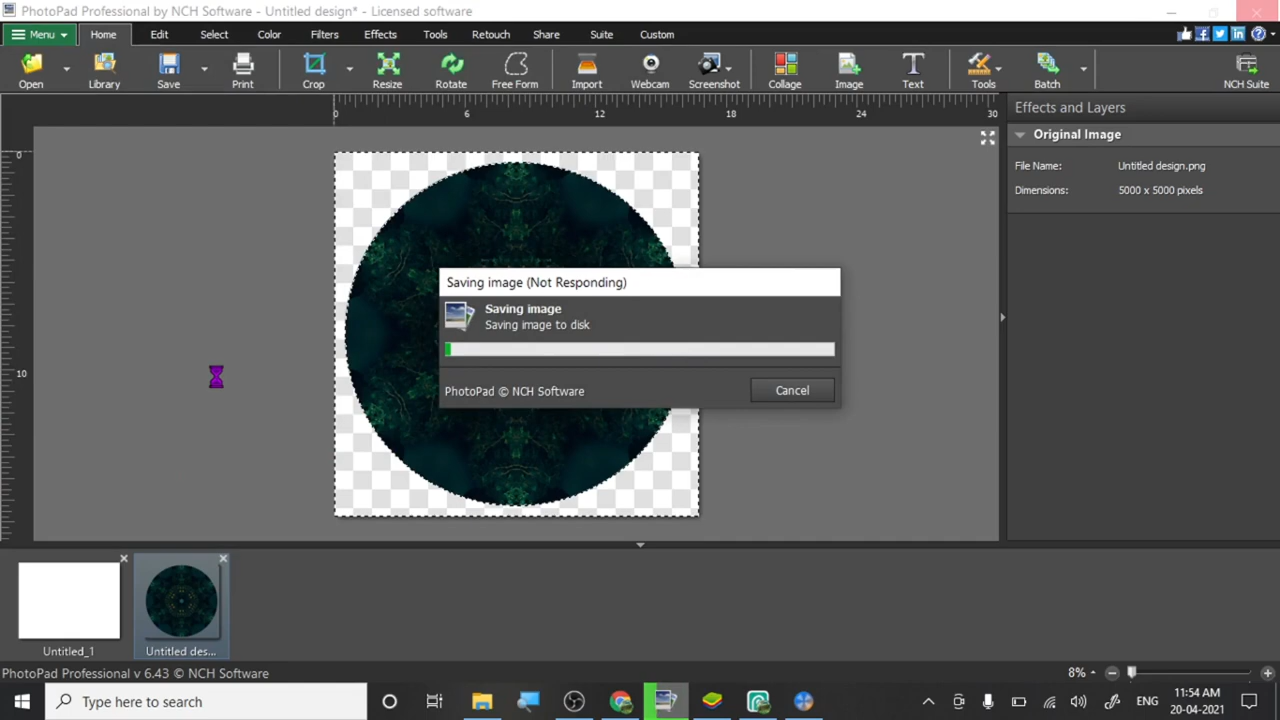 PhotoPad Professional by NCH Software - Untitled design* - Licensed software
Menu Home Edit Select Color Filters Effects Tools Retouch Share Suite Custom
Open Library Save Print Crop Resize Rotate Free Form Import Webcam Screenshot Collage Image Text Tools Batch NCH Suite
0 6 12 18 24 30
0
10
Effects and Layers
Original Image
File Name: Untitled design.png
Dimensions: 5000 x 5000 pixels
Saving image (Not Responding)
Saving image
Saving image to disk
PhotoPad © NCH Software Cancel
Untitled_1 Untitled des...
PhotoPad Professional v 6.43 © NCH Software 8%
Type here to search ENG 11:54 AM
20-04-2021